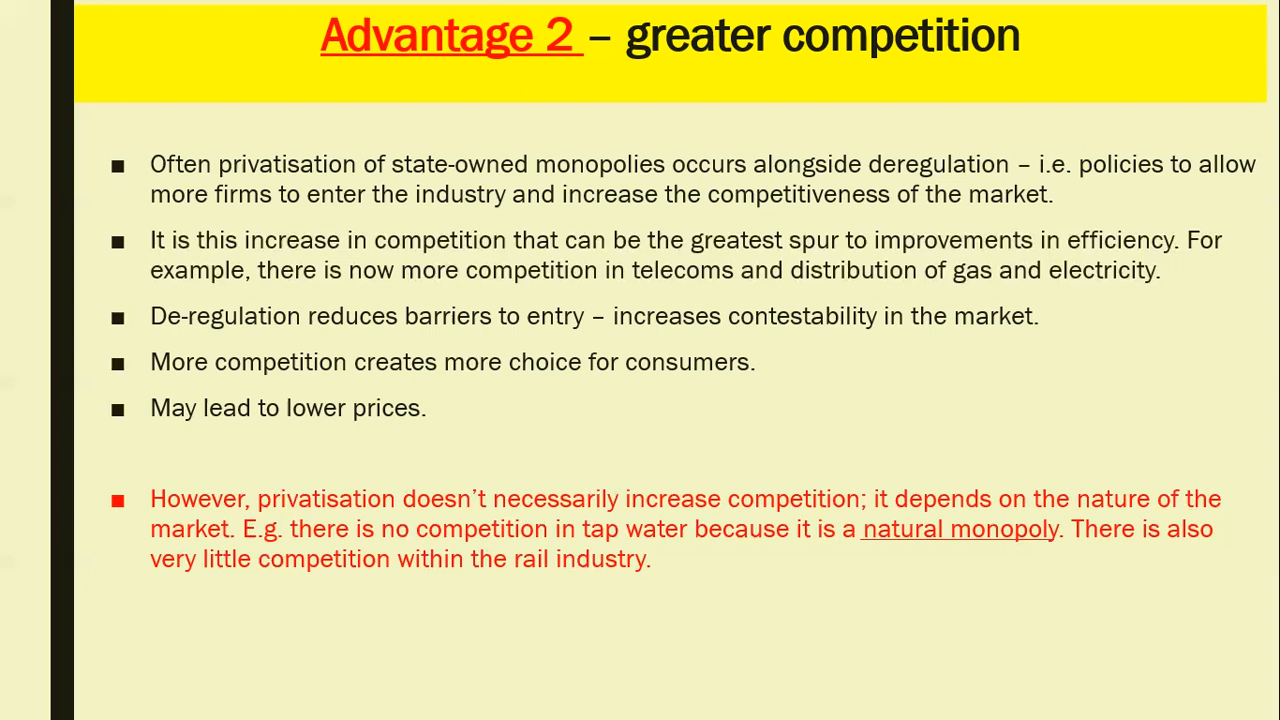 Advantage 2 – greater competition
■ Often privatisation of state-owned monopolies occurs alongside deregulation – i.e. policies to allow
more firms to enter the industry and increase the competitiveness of the market.
■ It is this increase in competition that can be the greatest spur to improvements in efficiency. For
example, there is now more competition in telecoms and distribution of gas and electricity.
■ De-regulation reduces barriers to entry – increases contestability in the market.
■ More competition creates more choice for consumers.
■ May lead to lower prices.
■ However, privatisation doesn’t necessarily increase competition; it depends on the nature of the
market. E.g. there is no competition in tap water because it is a natural monopoly. There is also
very little competition within the rail industry.